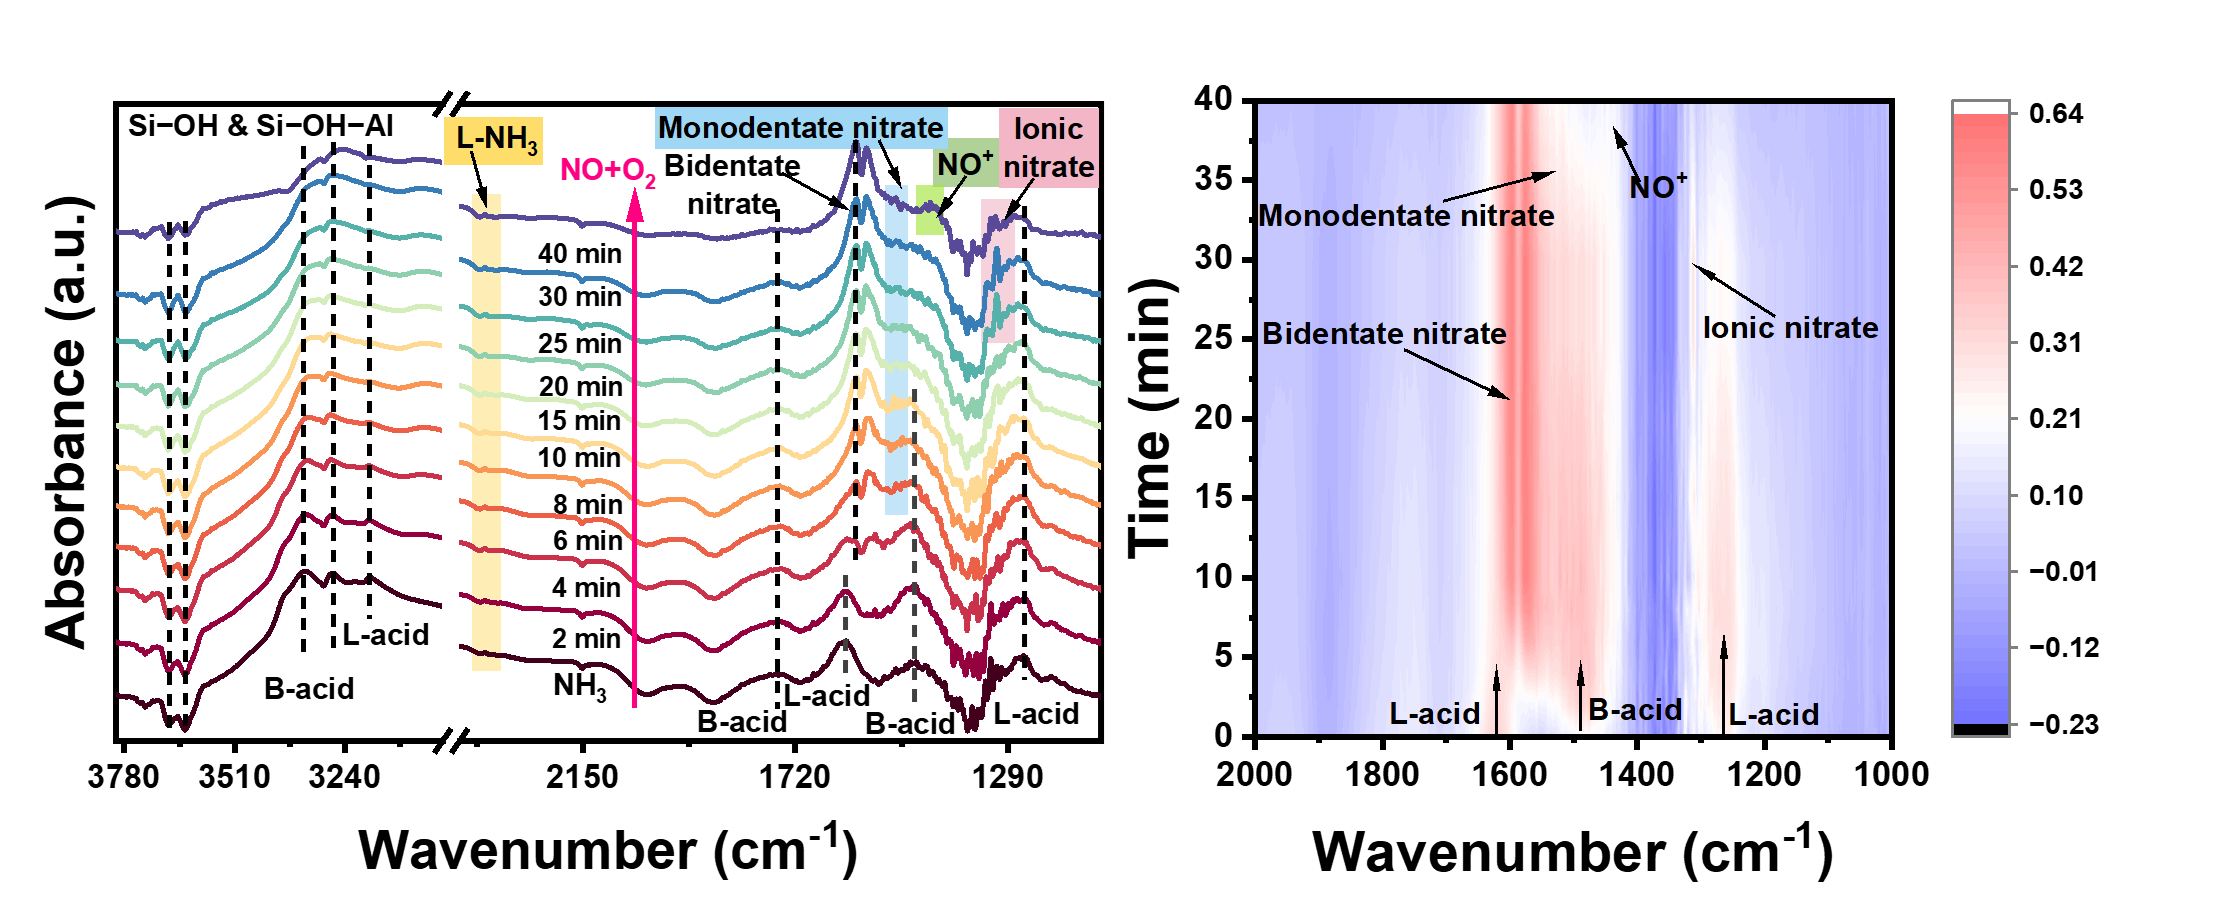 Si−OH & Si−OH−Al
L-NH3
Monodentate nitrate
Ionic
nitrate
NO+O2
Bidentate
nitrate
NO+
40 min
30 min
25 min
20 min
15 min
10 min
8 min
6 min
4 min
2 min
NH3
L-acid
B-acid
L-acid
B-acid
B-acid
L-acid
3780 3510 3240 2150 1720 1290
Wavenumber (cm-1)
Absorbance (a.u.)
40
35
30
25
20
15
10
5
0
Time (min)
NO+
Monodentate nitrate
Ionic nitrate
Bidentate nitrate
L-acid
B-acid
L-acid
2000 1800 1600 1400 1200 1000
Wavenumber (cm-1)
0.64
0.53
0.42
0.31
0.21
0.10
−0.01
−0.12
−0.23